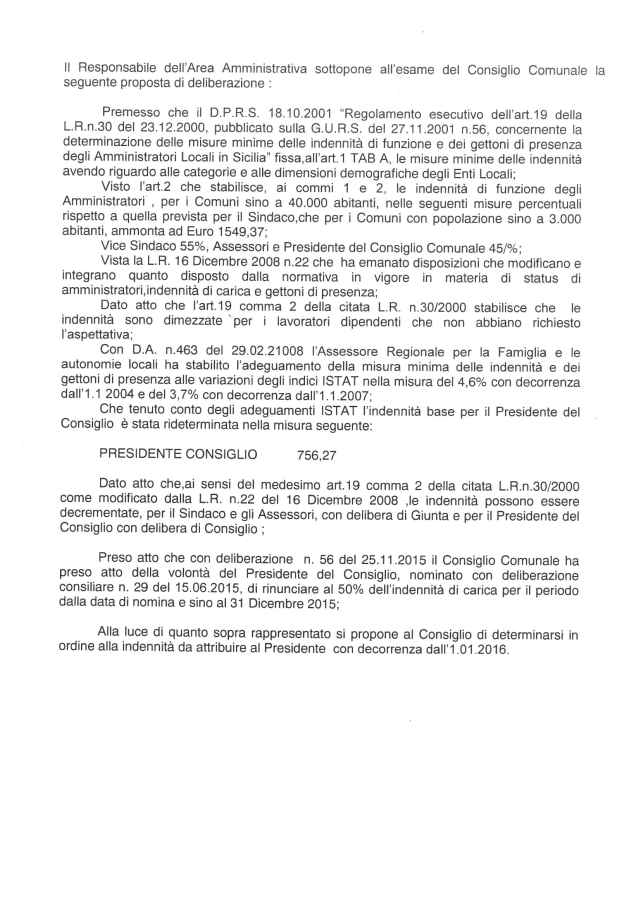 Il Responsabile dell'Area Amministrativa sottopone all'esame del Consiglio Comunale la
seguente proposta di deliberazione :
Premesso che il D.P.R.S. 18.10.2001 "Regolamento esecutivo dell'art.19 della
L.R.n.30 del 23.12.2000, pubblicato sulla G.U.R.S. del 27.11.2001 n.56, concernente la
determinazione delle misure minime delle indennità di funzione e dei gettoni di presenza
degli Amministratori Locali in Sicilia" fissa,all'art.1 TAB A, le misure minime delle indennità
avendo riguardo alle categorie e alle dimensioni demografiche degli Enti Locali;
Visto l'art.2 che stabilisce, ai commi 1 e 2, le indennità di funzione degli
Amministratori , per i Comuni sino a 40.000 abitanti, nelle seguenti misure percentuali
rispetto a quella prevista per il Sindaco,che per i Comuni con popolazione sino a 3.000
abitanti, ammonta ad Euro 1549,37;
Vice Sindaco 55%, Assessori e Presidente del Consiglio Comunale 45/%;
Vista la L.R. 16 Dicembre 2008 n.22 che ha emanato disposizioni che modificano e
integrano quanto disposto dalla normativa in vigore in materia di status di
amministratori,indennità di carica e gettoni di presenza;
Dato atto che l'art.19 comma 2 della citata L.R. n.30/2000 stabilisce che le
indennità sono dimezzate per i lavoratori dipendenti che non abbiano richiesto
l'aspettativa;
Con D.A. n.463 del 29.02.21008 l'Assessore Regionale per la Famiglia e le
autonomie locali ha stabilito l'adeguamento della misura minima delle indennità e dei
gettoni di presenza alle variazioni degli indici ISTAT nella misura del 4,6% con decorrenza
dall'1.1 2004 e del 3,7% con decorrenza dall'1.1.2007;
Che tenuto conto degli adeguamenti ISTAT l'indennità base per il Presidente del
Consiglio è stata rideterminata nella misura seguente:
PRESIDENTE CONSIGLIO 756,27
Dato atto che,ai sensi del medesimo art.19 comma 2 della citata L.R.n.30/2000
come modificato dalla L.R. n.22 del 16 Dicembre 2008 ,le indennità possono essere
decrementate, per il Sindaco e gli Assessori, con delibera di Giunta e per il Presidente del
Consiglio con delibera di Consiglio ;
Preso atto che con deliberazione n. 56 del 25.11.2015 il Consiglio Comunale ha
preso atto della volontà del Presidente del Consiglio, nominato con deliberazione
consiliare n. 29 del 15.06.2015, di rinunciare al 50% dell'indennità di carica per il periodo
dalla data di nomina e sino al 31 Dicembre 2015;
Alla luce di quanto sopra rappresentato si propone al Consiglio di determinarsi in
ordine alla indennità da attribuire al Presidente con decorrenza dall'1.01.2016.